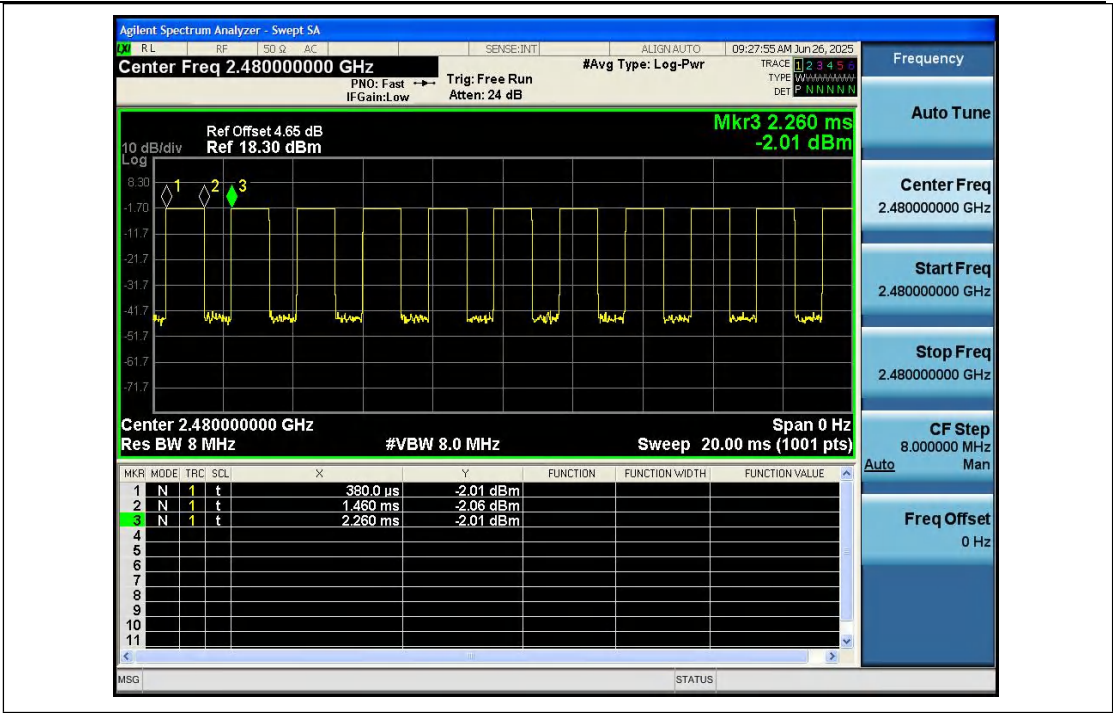 Agilent Spectrum Analyzer - Swept SA
LXI RL RF 50 Ω AC SENSE:INT ALIGN AUTO 09:27:55 AM Jun 26, 2025
Center Freq 2.480000000 GHz
PNO: Fast
IFGain:Low
Trig: Free Run
Atten: 24 dB
#Avg Type: Log-Pwr
TRACE 1 2 3 4 5 6
TYPE
DET P N N N N N
Mkr3 2.260 ms
-2.01 dBm
Ref Offset 4.65 dB
10 dB/div Ref 18.30 dBm
Log
8.30
-1.70
-11.7
-21.7
-31.7
-41.7
-51.7
-61.7
-71.7
1 2 3
Center 2.480000000 GHz Span 0 Hz
Res BW 8 MHz #VBW 8.0 MHz Sweep 20.00 ms (1001 pts)
MKR MODE TRC SCL X Y FUNCTION FUNCTION WIDTH FUNCTION VALUE
1 N 1 t 380.0 µs -2.01 dBm
2 N 1 t 1.460 ms -2.06 dBm
3 N 1 t 2.260 ms -2.01 dBm
4
5
6
7
8
9
10
11
MSG STATUS
Frequency
Auto Tune
Center Freq
2.480000000 GHz
Start Freq
2.480000000 GHz
Stop Freq
2.480000000 GHz
CF Step
8.000000 MHz
Auto Man
Freq Offset
0 Hz